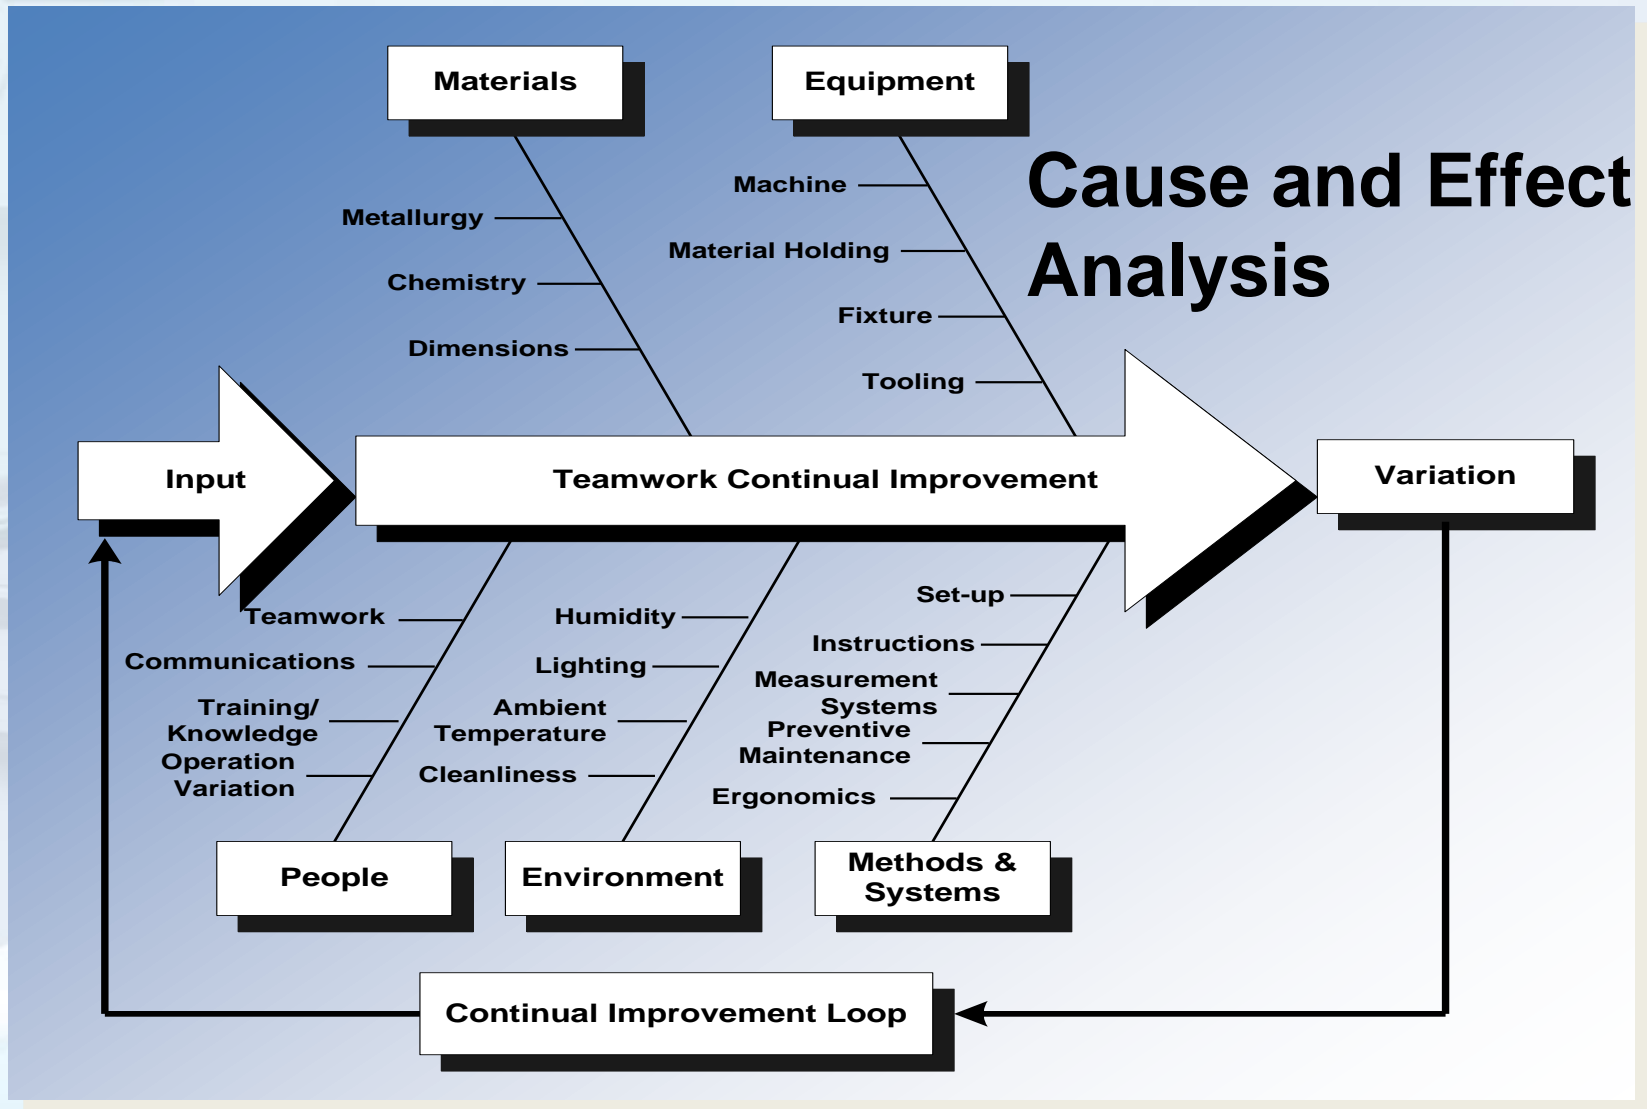 Materials
Equipment
Cause and Effect
Analysis
Machine
Metallurgy
Material Holding
Chemistry
Fixture
Dimensions
Tooling
Input
Teamwork Continual Improvement
Variation
Teamwork
Communications
Training/
Knowledge
Operation
Variation
Humidity
Lighting
Ambient
Temperature
Cleanliness
Set-up
Instructions
Measurement
Systems
Preventive
Maintenance
Ergonomics
People
Environment
Methods &
Systems
Continual Improvement Loop